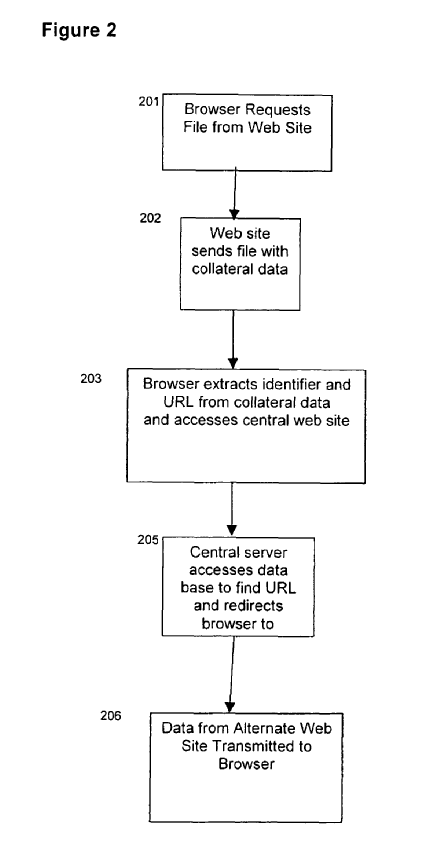 Figure 2
201
Browser Requests
File from Web Site
202
Web site
sends file with
collateral data
203
Browser extracts identifier and
URL from collateral data
and accesses central web site
205
Central server
accesses data
base to find URL
and redirects
browser to
206
Data from Alternate Web
Site Transmitted to
Browser